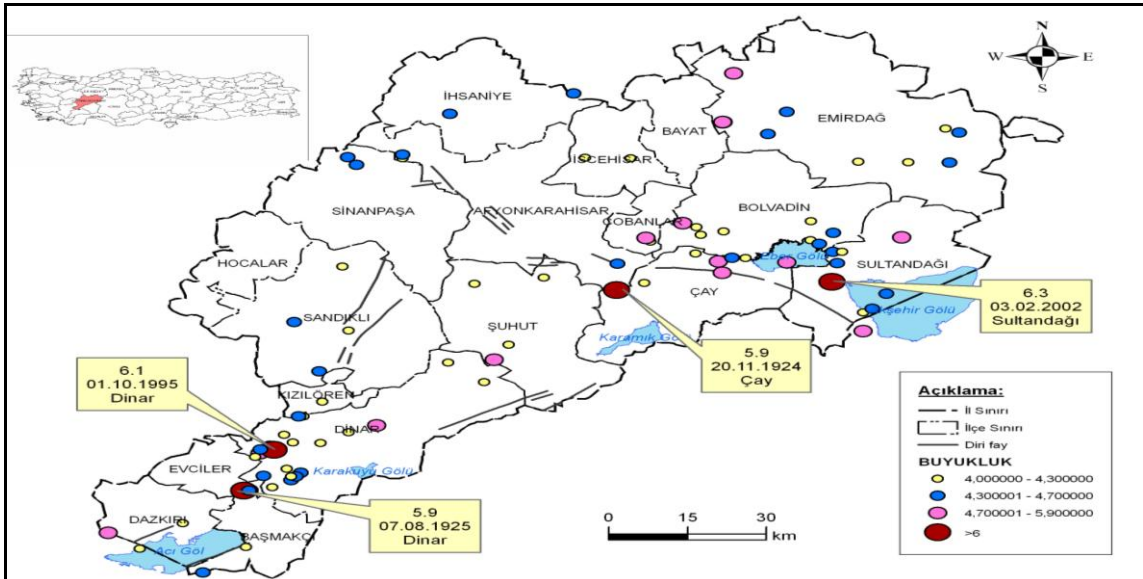 N
W E
S
İHSANİYE
EMİRDAĞ
BAYAT
İSCEHİSAR
SİNANPAŞA
AFYONKARAHİSAR
ÇOBANLAR
BOLVADİN
HOCALAR
Eber Gölü
SULTANDAĞI
ÇAY
6.3
03.02.2002
Sultandağı
SANDIKLI
ŞUHUT
Karamık Gölü
Akşehir Gölü
5.9
20.11.1924
Çay
6.1
01.10.1995
Dinar
KIZILÖREN
DİNAR
EVCİLER
Karakuyu Gölü
5.9
07.08.1925
Dinar
DAZKIRI
BAŞMAKÇI
Acı Göl
0 15 30
km
Açıklama:
İl Sınırı
İlçe Sınırı
Diri fay
BUYUKLUK
4,000000 - 4,300000
4,300001 - 4,700000
4,700001 - 5,900000
>6